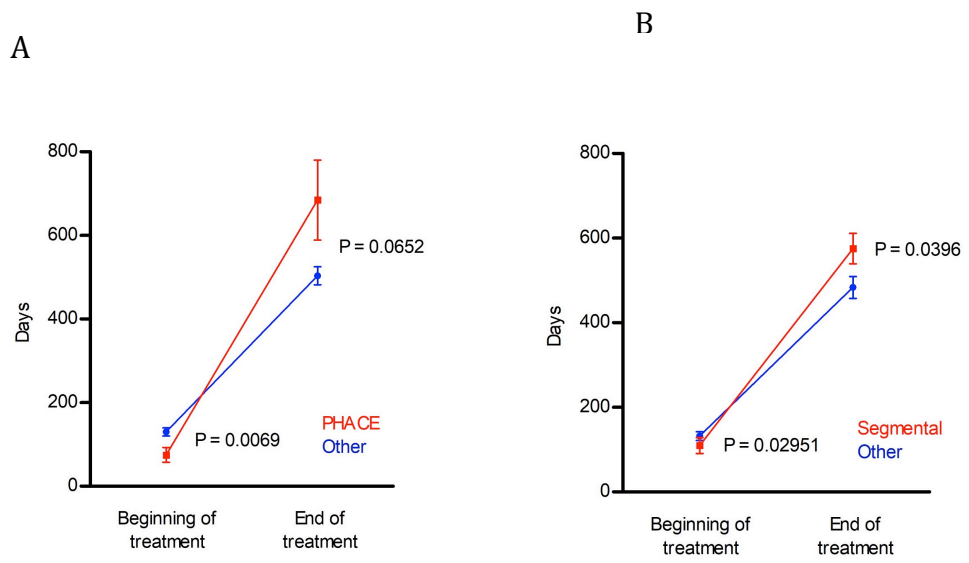 A
800
600
400
200
0
Days
P = 0.0652
P = 0.0069
PHACE
Other
Beginning of
treatment
End of
treatment
B
800
600
400
200
0
Days
P = 0.0396
P = 0.02951
Segmental
Other
Beginning of
treatment
End of
treatment